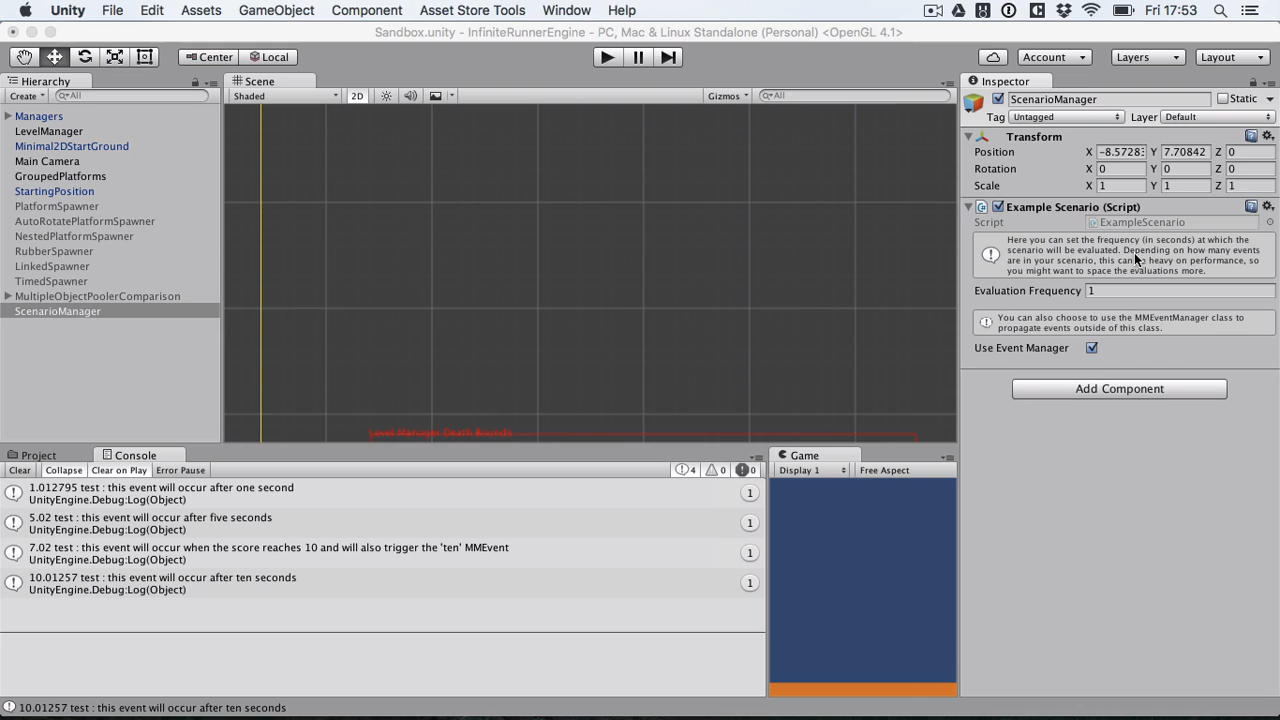 Unity File Edit Assets GameObject Component Asset Store Tools Window Help Fri 17:53
Sandbox.unity - InfiniteRunnerEngine - PC, Mac & Linux Standalone (Personal) <OpenGL 4.1>
Center Local Account Layers Layout
Hierarchy
Create All
Managers
LevelManager
Minimal2DStartGround
Main Camera
GroupedPlatforms
StartingPosition
PlatformSpawner
AutoRotatePlatformSpawner
NestedPlatformSpawner
RubberSpawner
LinkedSpawner
TimedSpawner
MultipleObjectPoolerComparison
ScenarioManager
Scene
Shaded 2D Gizmos All
Level Manager Death Bounds
Inspector
ScenarioManager Static
Tag Untagged Layer Default
Transform
Position X -8.5728 Y 7.70842 Z 0
Rotation X 0 Y 0 Z 0
Scale X 1 Y 1 Z 1
Example Scenario (Script)
Script ExampleScenario
Here you can set the frequency (in seconds) at which the
scenario will be evaluated. Depending on how many events
are in your scenario, this can be heavy on performance, so
you might want to space the evaluations more.
Evaluation Frequency 1
You can also choose to use the MMEventManager class to
propagate events outside of this class.
Use Event Manager
Add Component
Project Console
Clear Collapse Clear on Play Error Pause 4 0 0
1.012795 test : this event will occur after one second
UnityEngine.Debug:Log(Object)
1
5.02 test : this event will occur after five seconds
UnityEngine.Debug:Log(Object)
1
7.02 test : this event will occur when the score reaches 10 and will also trigger the 'ten' MMEvent
UnityEngine.Debug:Log(Object)
1
10.01257 test : this event will occur after ten seconds
UnityEngine.Debug:Log(Object)
1
Game
Display 1 Free Aspect
10.01257 test : this event will occur after ten seconds